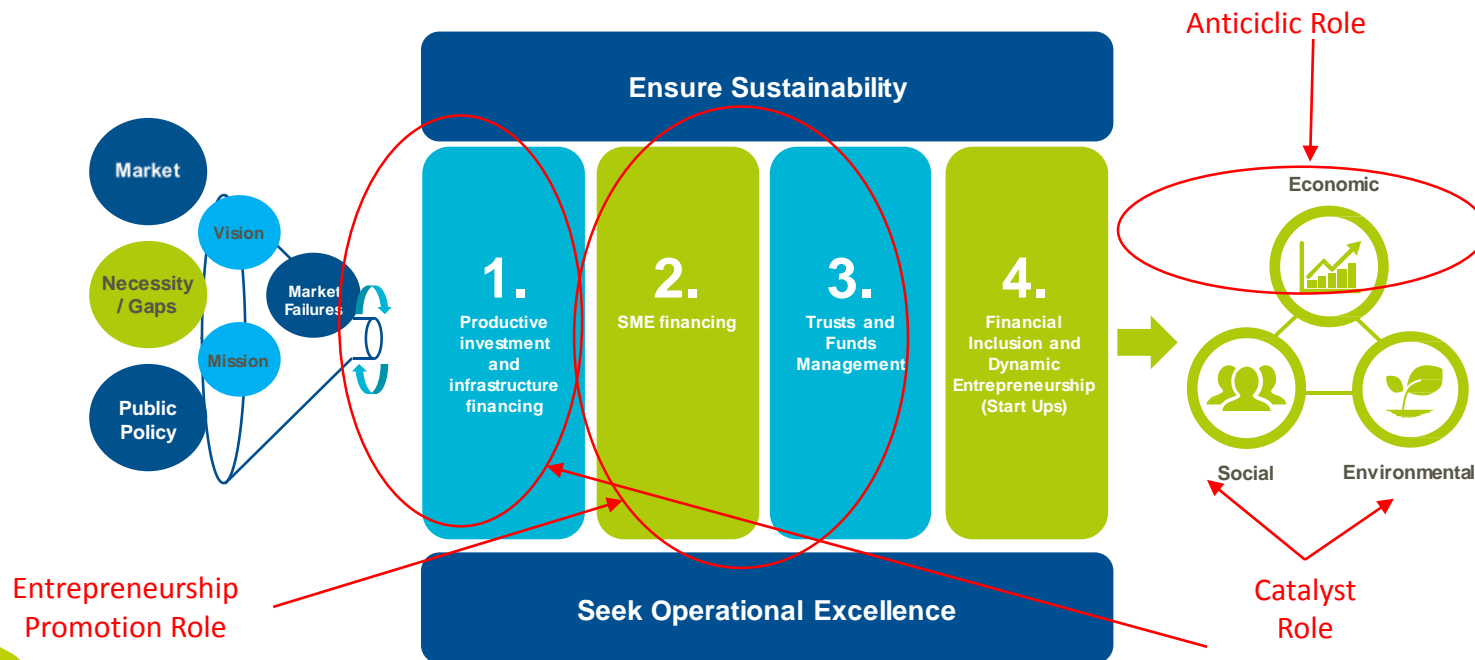 Anticiclic Role
Ensure Sustainability
Market
Vision
Necessity
/ Gaps
Market
Failures
Mission
Public
Policy
1.
Productive
investment
and
infrastructure
financing
2.
SME financing
3.
Trusts and
Funds
Management
4.
Financial
Inclusion and
Dynamic
Entrepreneurship
(Start Ups)
Economic
Social
Environmental
Entrepreneurship
Promotion Role
Seek Operational Excellence
Catalyst
Role